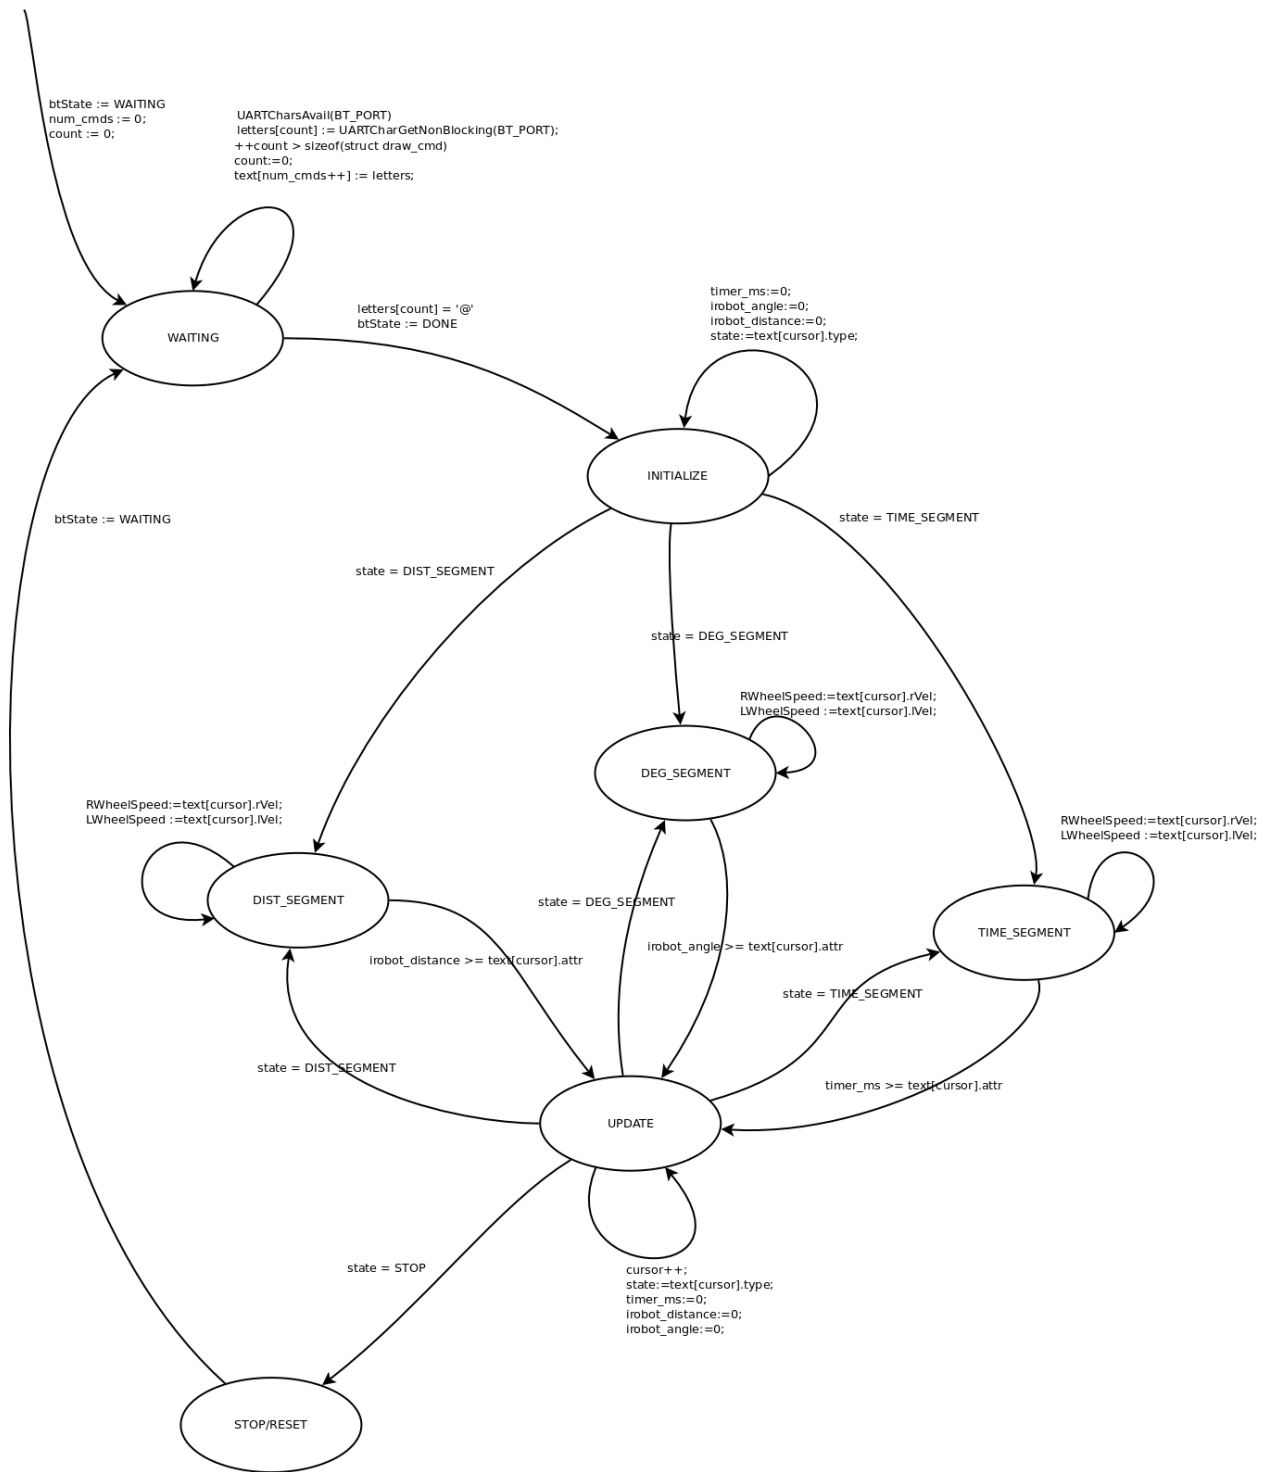 btState := WAITING
num_cmds := 0;
count := 0;
UARTCharsAvail(BT_PORT)
letters[count] := UARTCharGetNonBlocking(BT_PORT);
++count > sizeof(struct draw_cmd)
count:=0;
text[num_cmds++] := letters;
WAITING
letters[count] = '@'
btState := DONE
timer_ms:=0;
irobot_angle:=0;
irobot_distance:=0;
state:=text[cursor].type;
INITIALIZE
btState := WAITING
state = TIME_SEGMENT
state = DIST_SEGMENT
state = DEG_SEGMENT
RWheelSpeed:=text[cursor].rVel;
LWheelSpeed :=text[cursor].lVel;
DEG_SEGMENT
RWheelSpeed:=text[cursor].rVel;
LWheelSpeed :=text[cursor].lVel;
RWheelSpeed:=text[cursor].rVel;
LWheelSpeed :=text[cursor].lVel;
DIST_SEGMENT
state = DEG_SEGMENT
TIME_SEGMENT
irobot_distance >= text[cursor].attr
irobot_angle >= text[cursor].attr
state = TIME_SEGMENT
state = DIST_SEGMENT
timer_ms >= text[cursor].attr
UPDATE
state = STOP
cursor++;
state:=text[cursor].type;
timer_ms:=0;
irobot_distance:=0;
irobot_angle:=0;
STOP/RESET